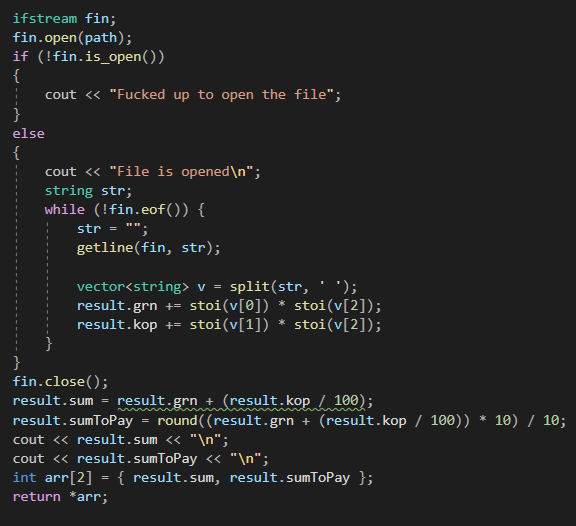 ifstream fin;
fin.open(path);
if (!fin.is_open())
{
cout << "Fucked up to open the file";
}
else
{
cout << "File is opened\n";
string str;
while (!fin.eof()) {
str = "";
getline(fin, str);
vector<string> v = split(str, ' ');
result.grn += stoi(v[0]) * stoi(v[2]);
result.kop += stoi(v[1]) * stoi(v[2]);
}
}
fin.close();
result.sum = result.grn + (result.kop / 100);
result.sumToPay = round((result.grn + (result.kop / 100)) * 10) / 10;
cout << result.sum << "\n";
cout << result.sumToPay << "\n";
int arr[2] = { result.sum, result.sumToPay };
return *arr;